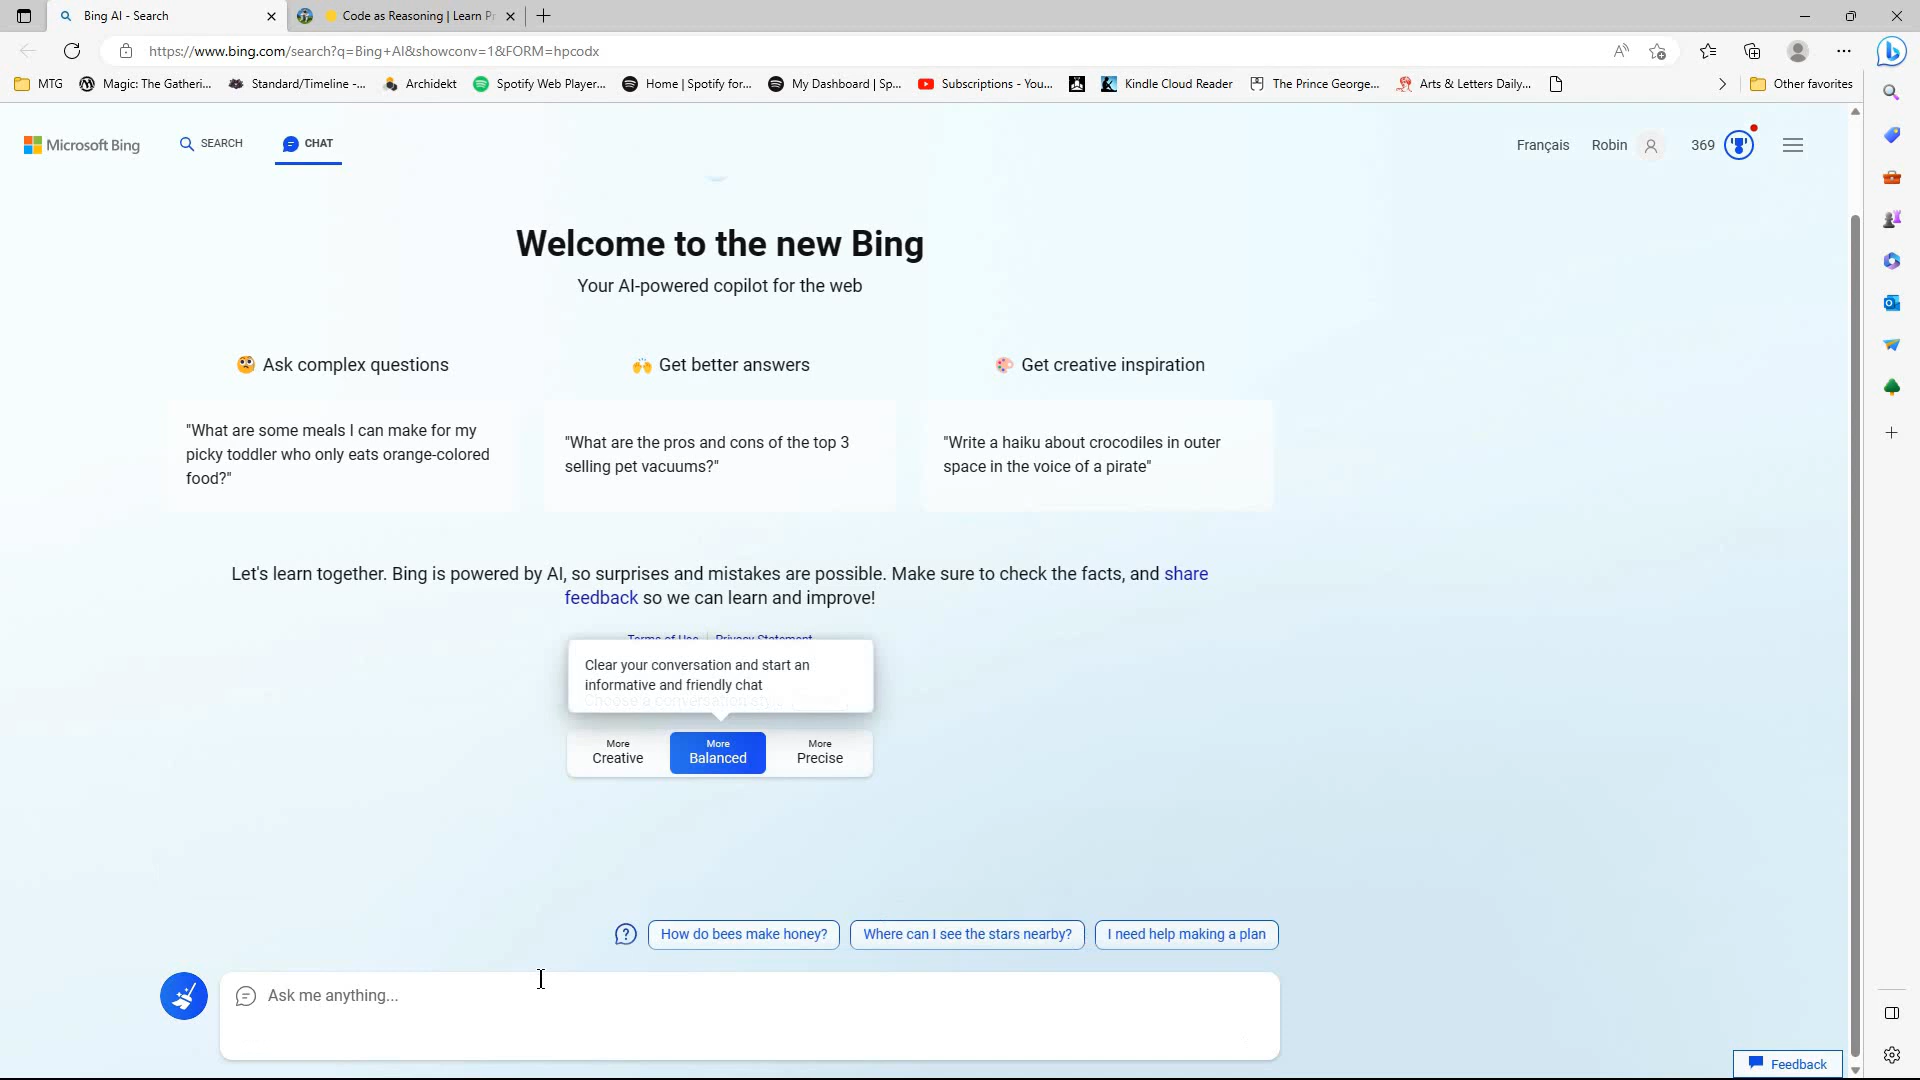 Bing AI - Search
Code as Reasoning | Learn Pr
https://www.bing.com/search?q=Bing+AI&showconv=1&FORM=hpcodx
MTG
Magic: The Gatheri...
Standard/Timeline -...
Archidekt
Spotify Web Player...
Home | Spotify for...
My Dashboard | Sp...
Subscriptions - You...
Kindle Cloud Reader
The Prince George...
Arts & Letters Daily...
Other favorites
Microsoft Bing
SEARCH
CHAT
Français
Robin
369
Welcome to the new Bing
Your AI-powered copilot for the web
Ask complex questions
Get better answers
Get creative inspiration
"What are some meals I can make for my
picky toddler who only eats orange-colored
food?"
"What are the pros and cons of the top 3
selling pet vacuums?"
"Write a haiku about crocodiles in outer
space in the voice of a pirate"
Let's learn together. Bing is powered by AI, so surprises and mistakes are possible. Make sure to check the facts, and share
feedback so we can learn and improve!
Terms of Use | Privacy Statement
Clear your conversation and start an
informative and friendly chat
Choose a conversation style
More
Creative
More
Balanced
More
Precise
How do bees make honey?
Where can I see the stars nearby?
I need help making a plan
Ask me anything...
Feedback